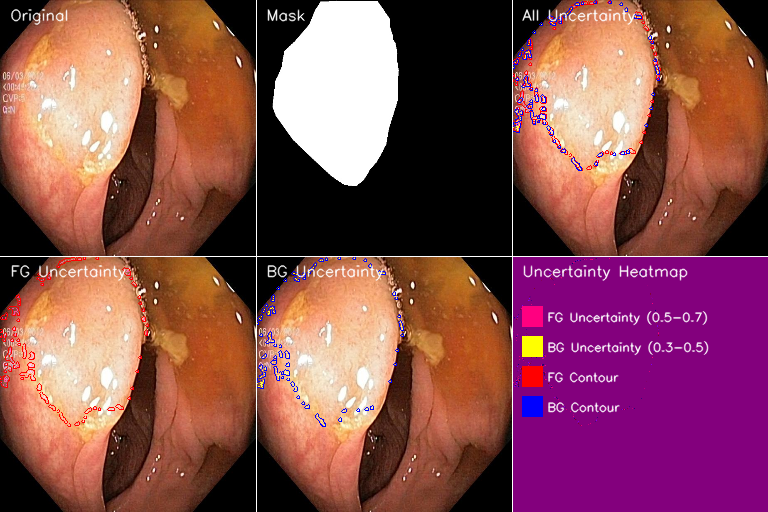 Original
Mask
All Uncertainty
FG Uncertainty
BG Uncertainty
Uncertainty Heatmap
FG Uncertainty (0.5-0.7)
BG Uncertainty (0.3-0.5)
FG Contour
BG Contour